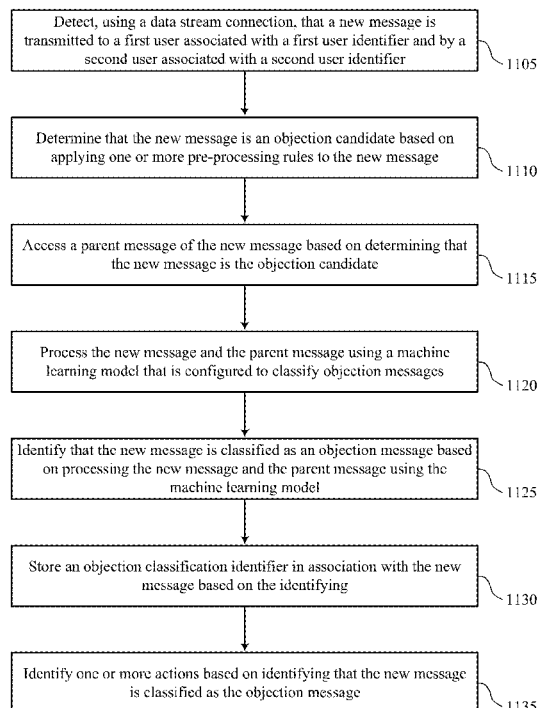 Detect, using a data stream connection, that a new message is
transmitted to a first user associated with a first user identifier and by a
second user associated with a second user identifier
1105
Determine that the new message is an objection candidate based on
applying one or more pre-processing rules to the new message
1110
Access a parent message of the new message based on determining that
the new message is the objection candidate
1115
Process the new message and the parent message using a machine
learning model that is configured to classify objection messages
1120
Identify that the new message is classified as an objection message based
on processing the new message and the parent message using the
machine learning model
1125
Store an objection classification identifier in association with the new
message based on the identifying
1130
Identify one or more actions based on identifying that the new message
is classified as the objection message
1135